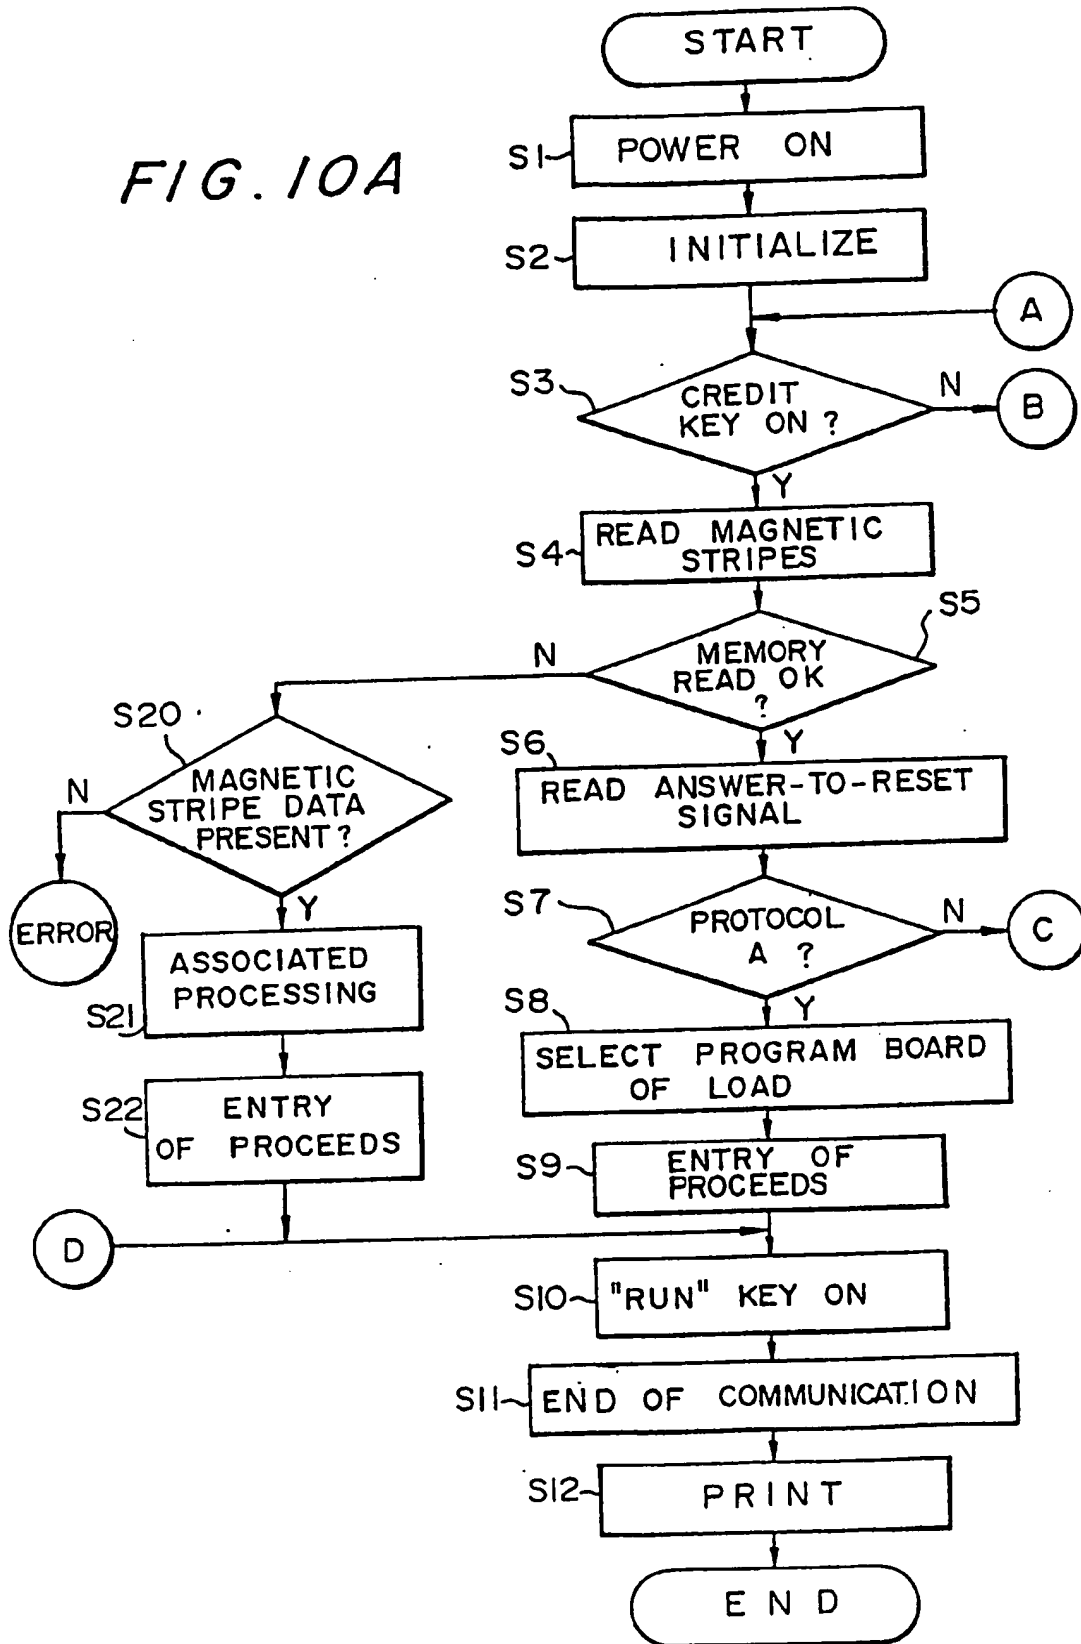 START
FIG. 10A
S1
POWER ON
S2
INITIALIZE
A
S3
CREDIT
KEY ON ?
N
B
Y
S4
READ MAGNETIC
STRIPES
S5
MEMORY
READ OK
?
N
Y
S20
MAGNETIC
STRIPE DATA
PRESENT ?
N
ERROR
Y
S6
READ ANSWER-TO-RESET
SIGNAL
S7
PROTOCOL
A ?
N
C
Y
S21
ASSOCIATED
PROCESSING
S8
SELECT PROGRAM BOARD
OF LOAD
S22
ENTRY
OF PROCEEDS
S9
ENTRY OF
PROCEEDS
D
S10
"RUN" KEY ON
S11
END OF COMMUNICATION
S12
PRINT
END